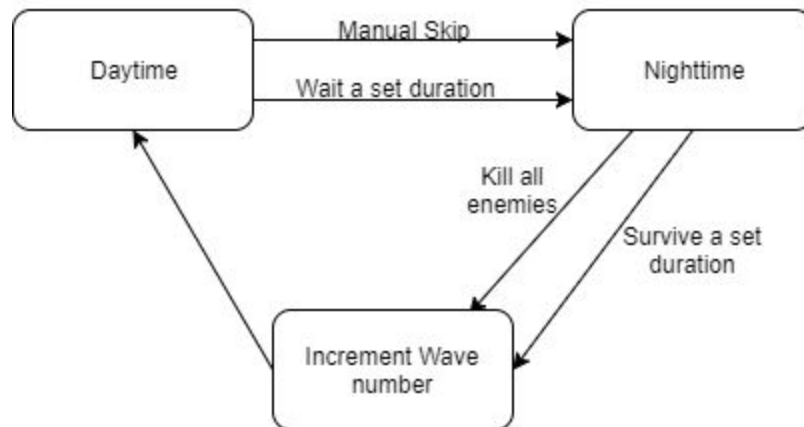 Manual Skip
Daytime
Nighttime
Wait a set duration
Kill all
enemies
Survive a set
duration
Increment Wave
number